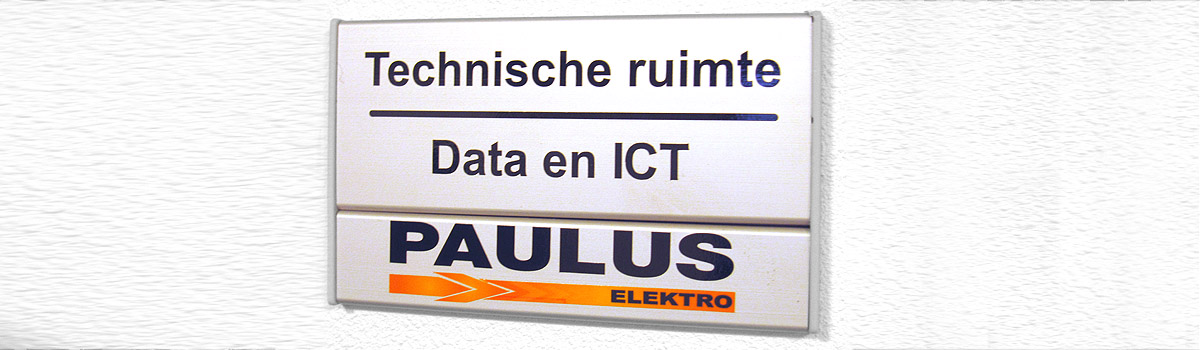 Technische ruimte
Data en ICT
PAULUS
ELEKTRO